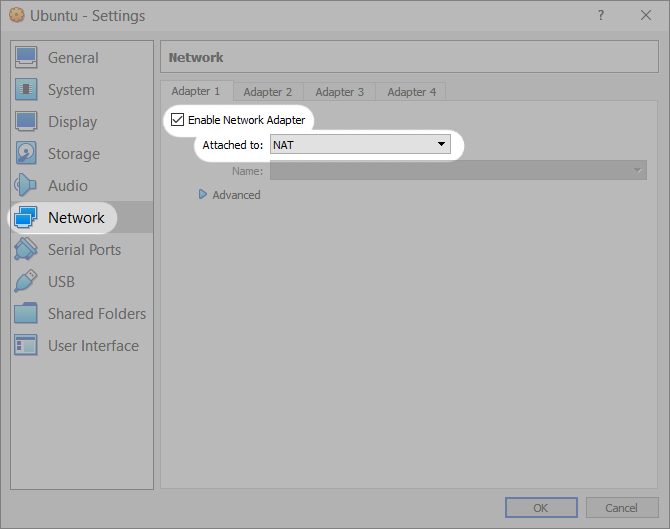 Ubuntu - Settings
?
General
System
Display
Storage
Audio
Network
Serial Ports
USB
Shared Folders
User Interface
Network
Adapter 1 Adapter 2 Adapter 3 Adapter 4
Enable Network Adapter
Attached to: NAT
Name:
Advanced
OK Cancel